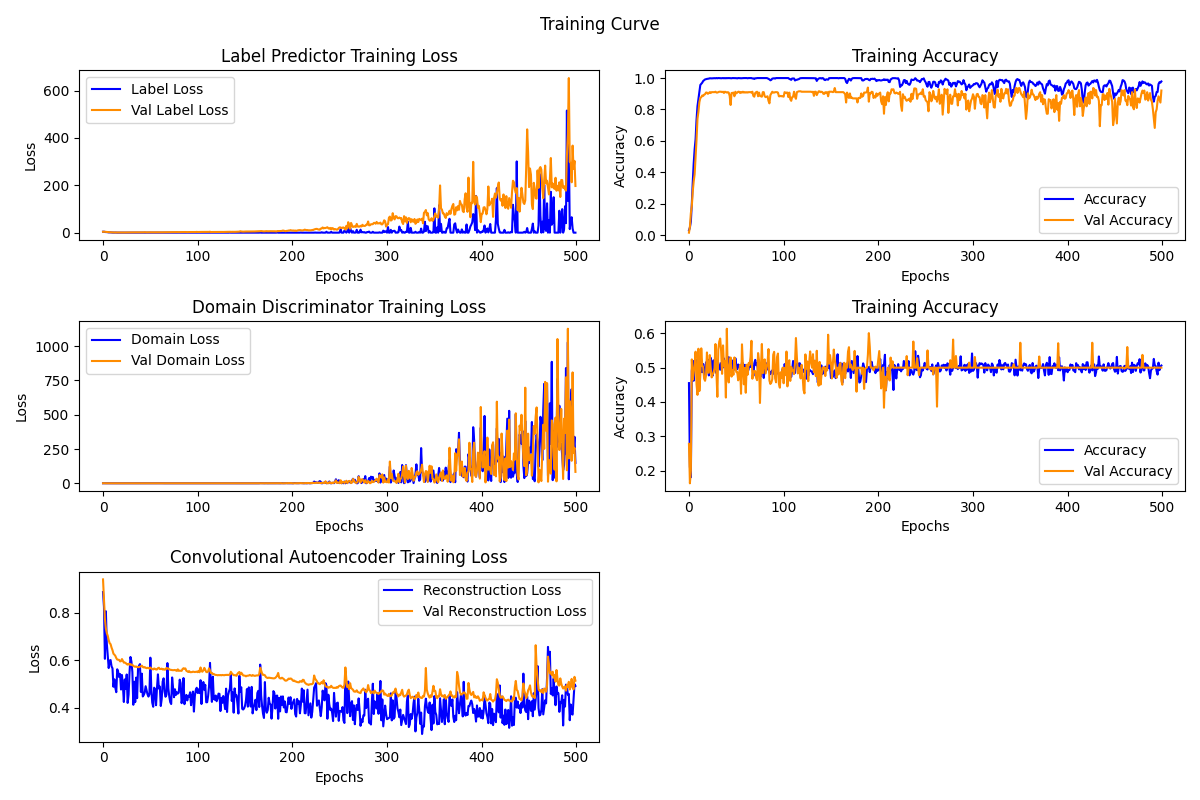 Training Curve
Label Predictor Training Loss
Loss
600
400
200
0
Label Loss
Val Label Loss
0 100 200 300 400 500
Epochs
Training Accuracy
Accuracy
1.0
0.8
0.6
0.4
0.2
0.0
Accuracy
Val Accuracy
0 100 200 300 400 500
Epochs
Domain Discriminator Training Loss
Loss
1000
750
500
250
0
Domain Loss
Val Domain Loss
0 100 200 300 400 500
Epochs
Training Accuracy
Accuracy
0.6
0.5
0.4
0.3
0.2
Accuracy
Val Accuracy
0 100 200 300 400 500
Epochs
Convolutional Autoencoder Training Loss
Loss
0.8
0.6
0.4
Reconstruction Loss
Val Reconstruction Loss
0 100 200 300 400 500
Epochs